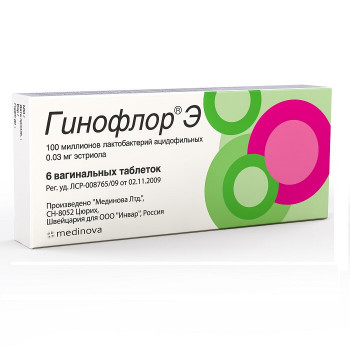 Гинофлор® Э
100 миллионов лактобактерий ацидофильных
0.03 мг эстриола
6 вагинальных таблеток
Рег. уд. ЛСР-008765/09 от 02.11.2009
Произведено "Мединова Лтд.",
CH-8052 Цюрих,
Швейцария для ООО "Инвар", Россия
medinova